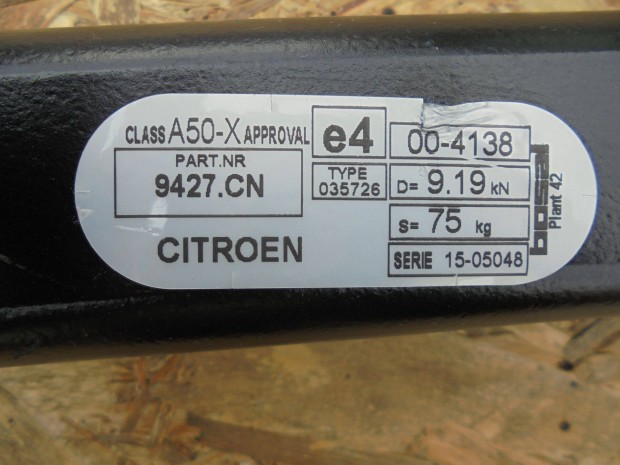 CLASS A50-X APPROVAL
e4
00-4138
PART.NR
9427.CN
TYPE
035726
D= 9.19 kN
S= 75 kg
CITROEN
SERIE 15-05048
bosal
Plant 42